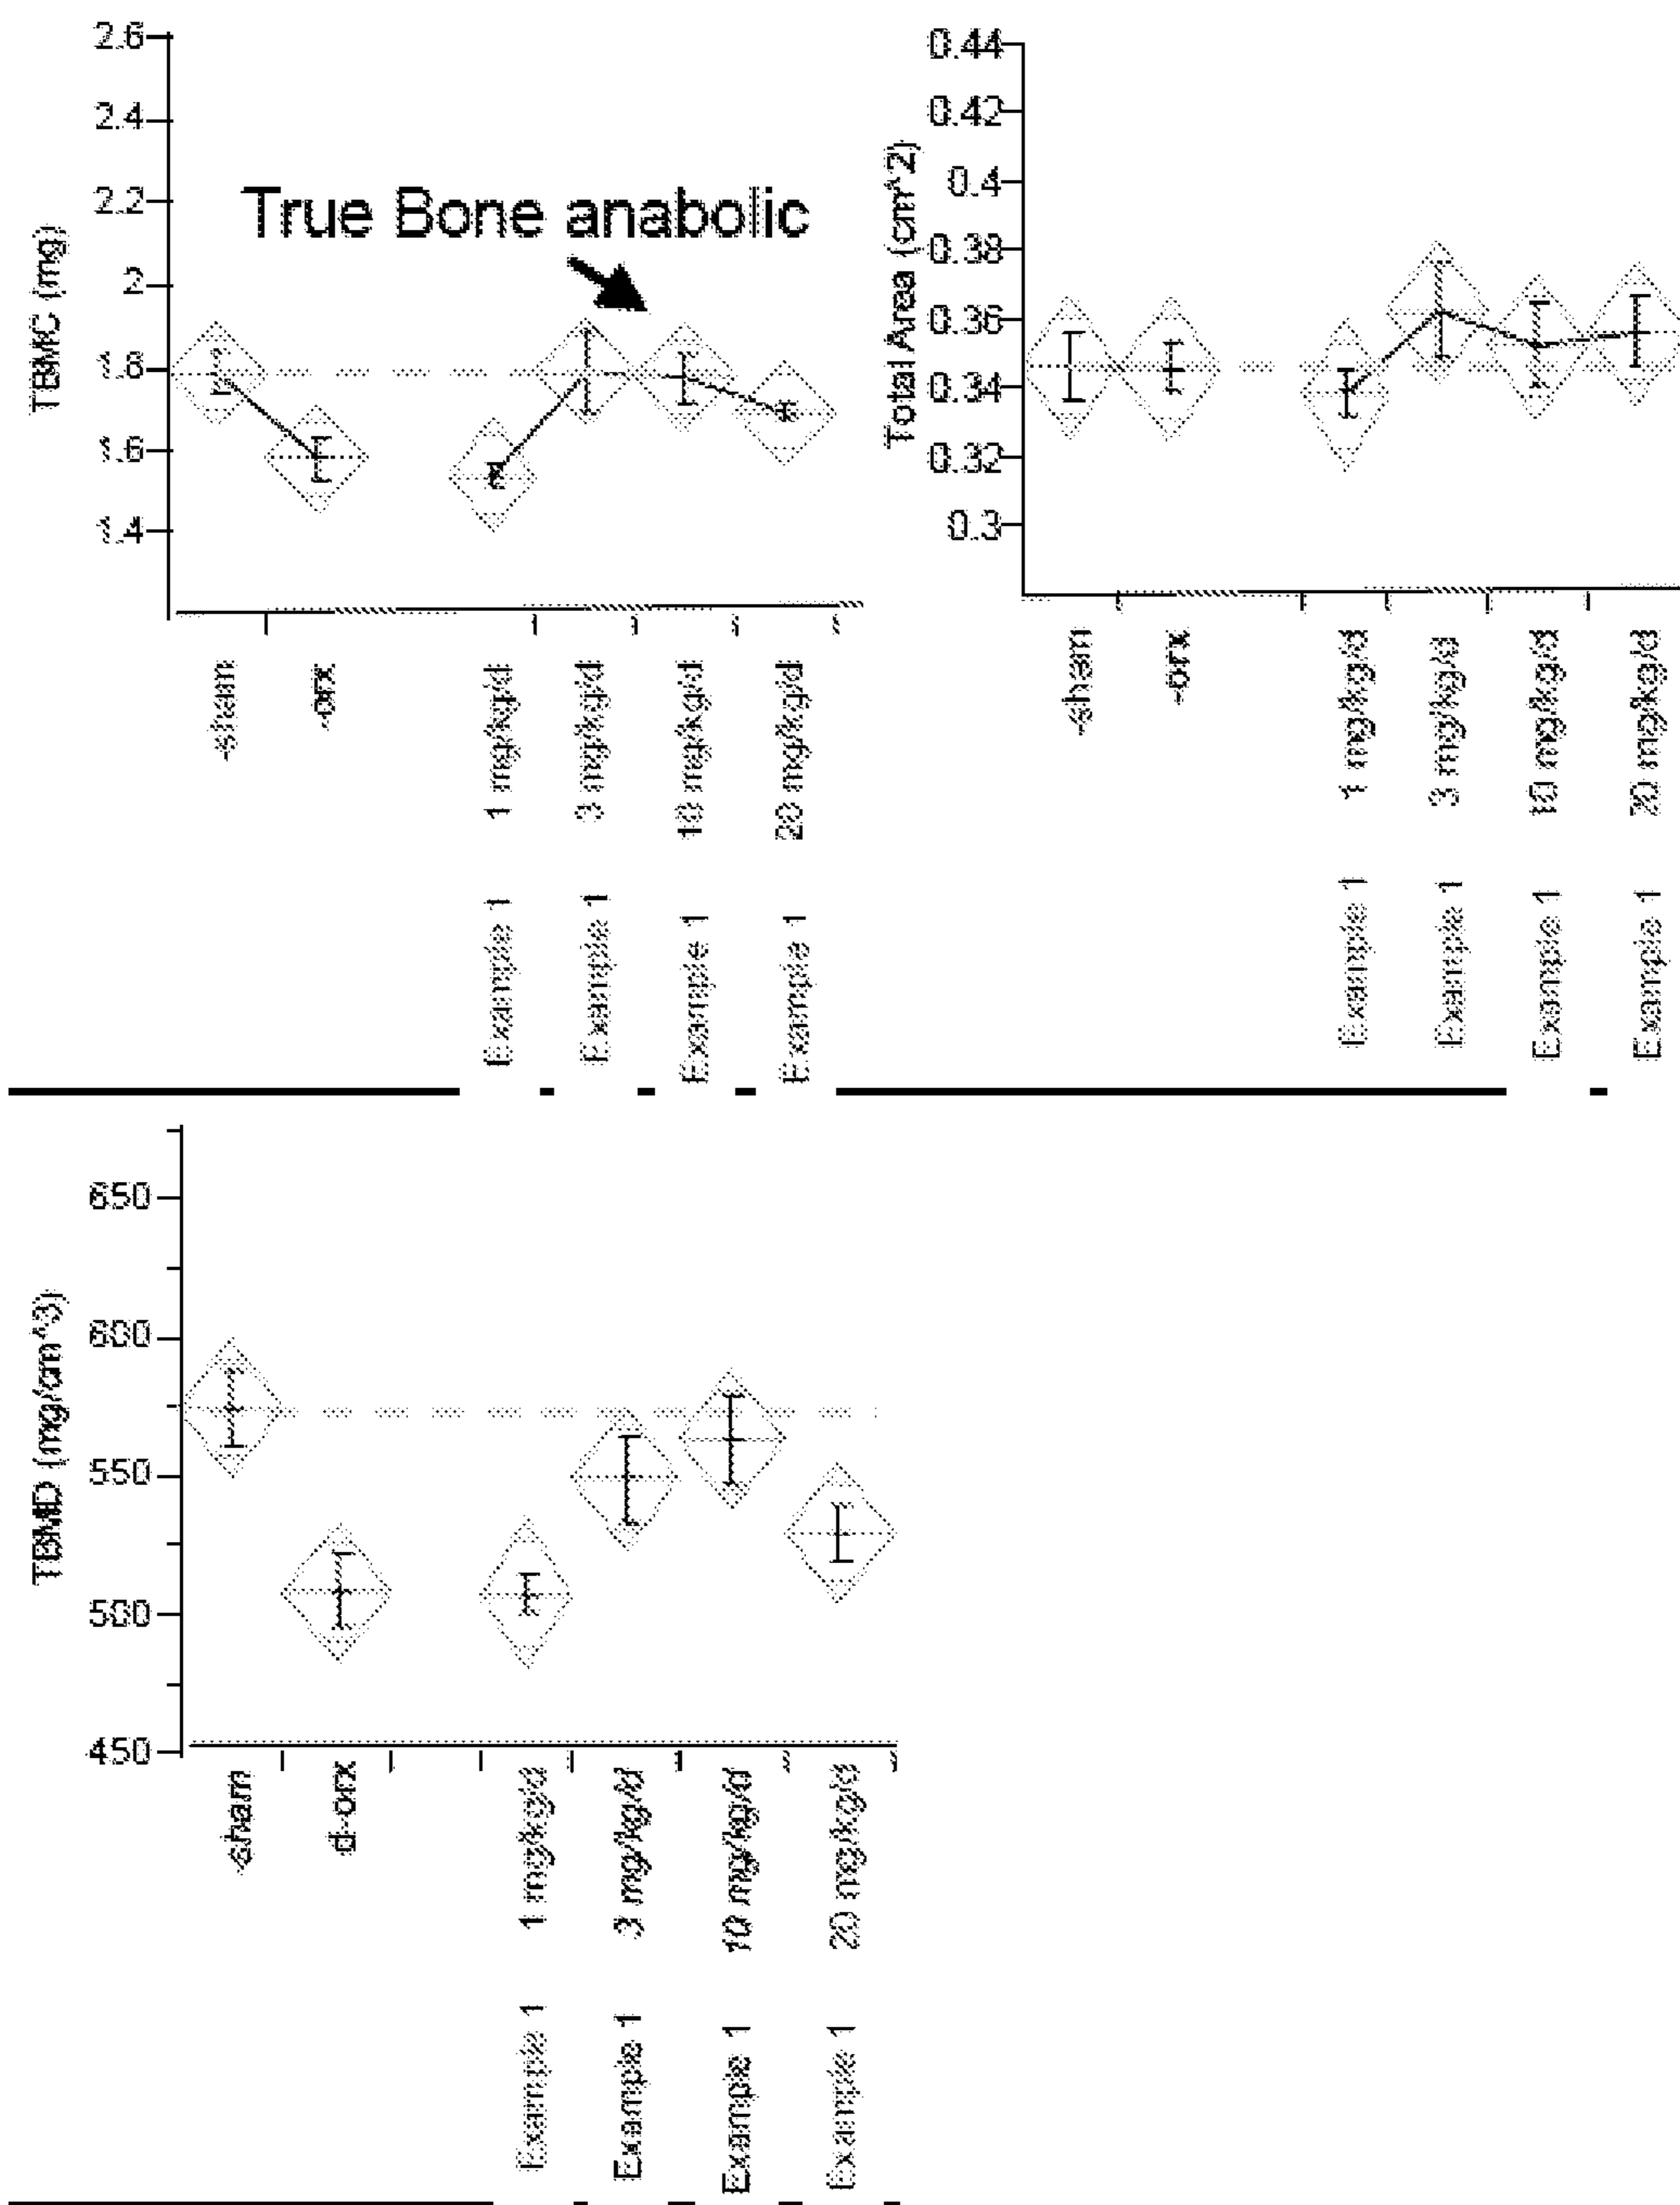 2.6
2.4
2.2
2
1.8
1.6
1.4
TBMC (mg)
True Bone anabolic
-sham
-orx
Example 1 1 mg/kg/d
Example 1 3 mg/kg/d
Example 1 10 mg/kg/d
Example 1 20 mg/kg/d
0.44
0.42
0.4
0.38
0.36
0.34
0.32
0.3
Total Area (cm^2)
-sham
-orx
Example 1 1 mg/kg/d
Example 1 3 mg/kg/d
Example 1 10 mg/kg/d
Example 1 20 mg/kg/d
650
600
550
500
450
TBMD (mg/cm^3)
-sham
d-orx
Example 1 1 mg/kg/d
Example 1 3 mg/kg/d
Example 1 10 mg/kg/d
Example 1 20 mg/kg/d